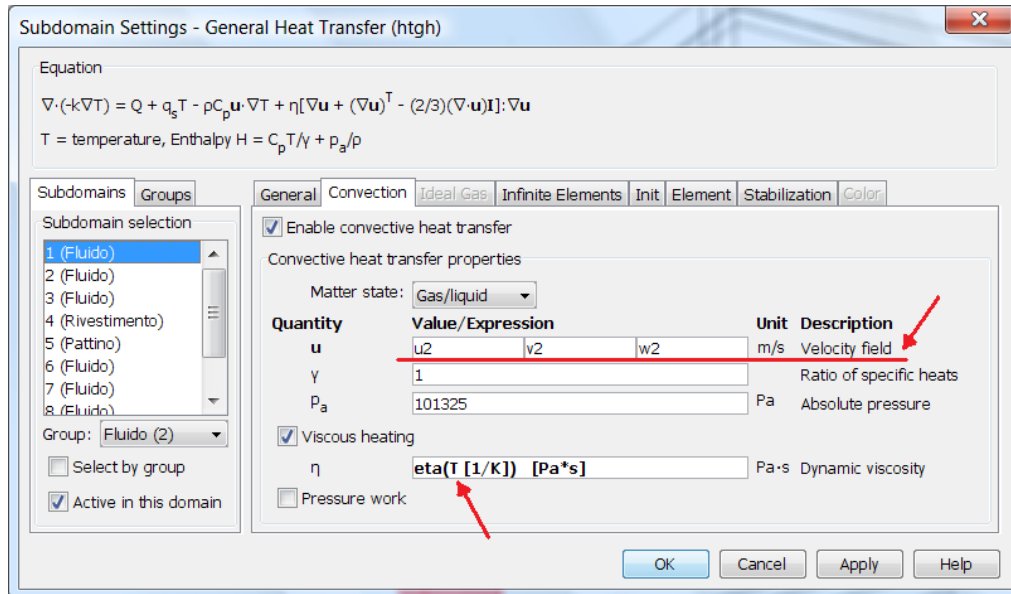 Subdomain Settings - General Heat Transfer (htgh)
Equation
∇·(-k∇T) = Q + qsT - ρCpu·∇T + η[∇u + (∇u)T - (2/3)(∇·u)I]:∇u
T = temperature, Enthalpy H = CpT/γ + pa/ρ
Subdomains Groups
General Convection Ideal Gas Infinite Elements Init Element Stabilization Color
Subdomain selection
1 (Fluido)
2 (Fluido)
3 (Fluido)
4 (Rivestimento)
5 (Pattino)
6 (Fluido)
7 (Fluido)
8 (Fluido)
Group: Fluido (2)
Select by group
Active in this domain
Enable convective heat transfer
Convective heat transfer properties
Matter state: Gas/liquid
Quantity Value/Expression Unit Description
u u2 v2 w2 m/s Velocity field
γ 1 Ratio of specific heats
pa 101325 Pa Absolute pressure
Viscous heating
η eta(T [1/K]) [Pa*s] Pa·s Dynamic viscosity
Pressure work
OK Cancel Apply Help